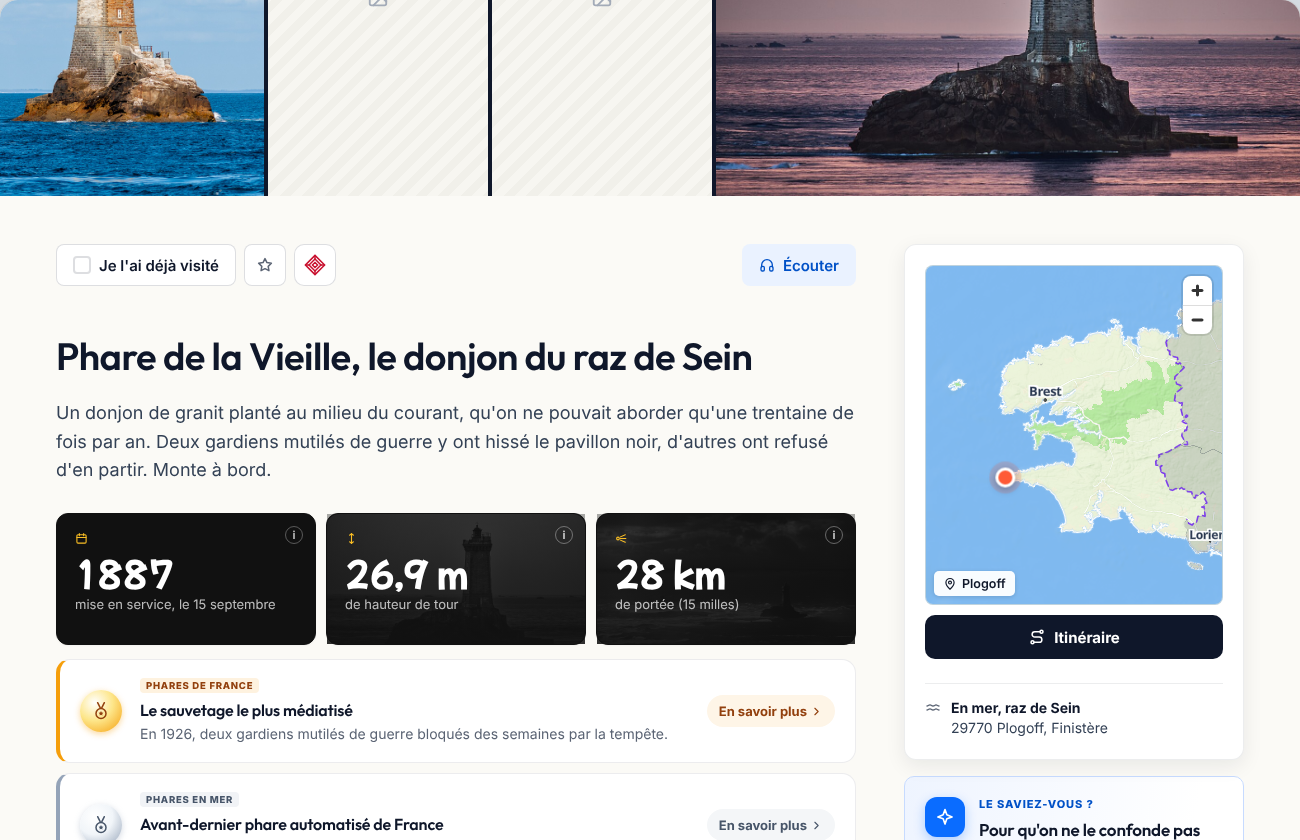 Je l'ai déjà visité
Écouter
Phare de la Vieille, le donjon du raz de Sein
Un donjon de granit planté au milieu du courant, qu'on ne pouvait aborder qu'une trentaine de
fois par an. Deux gardiens mutilés de guerre y ont hissé le pavillon noir, d'autres ont refusé
d'en partir. Monte à bord.
1887
mise en service, le 15 septembre
i
26,9 m
de hauteur de tour
i
28 km
de portée (15 milles)
i
PHARES DE FRANCE
Le sauvetage le plus médiatisé
En 1926, deux gardiens mutilés de guerre bloqués des semaines par la tempête.
En savoir plus
PHARES EN MER
Avant-dernier phare automatisé de France
En savoir plus
+
−
Brest
Lorien
Plogoff
Itinéraire
En mer, raz de Sein
29770 Plogoff, Finistère
LE SAVIEZ-VOUS ?
Pour qu'on ne le confonde pas